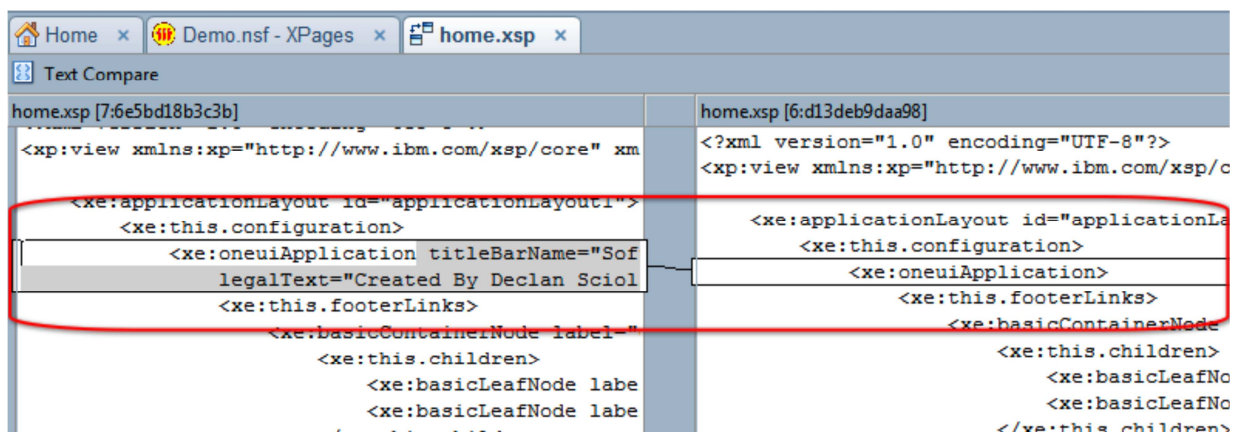 Home × Demo.nsf - XPages × home.xsp ×
Text Compare
home.xsp [7:6e5bd18b3c3b]
<xp:view xmlns:xp="http://www.ibm.com/xsp/core" xm
<xe:applicationLayout id="applicationLayout1">
<xe:this.configuration>
<xe:oneuiApplication titleBarName="Sof
legalText="Created By Declan Sciol
<xe:this.footerLinks>
<xe:basicContainerNode label="
<xe:this.children>
<xe:basicLeafNode labe
<xe:basicLeafNode labe
home.xsp [6:d13deb9daa98]
<?xml version="1.0" encoding="UTF-8"?>
<xp:view xmlns:xp="http://www.ibm.com/xsp/c
<xe:applicationLayout id="applicationLa
<xe:this.configuration>
<xe:oneuiApplication>
<xe:this.footerLinks>
<xe:basicContainerNode
<xe:this.children>
<xe:basicLeafNo
<xe:basicLeafNo
</xe:this.children>